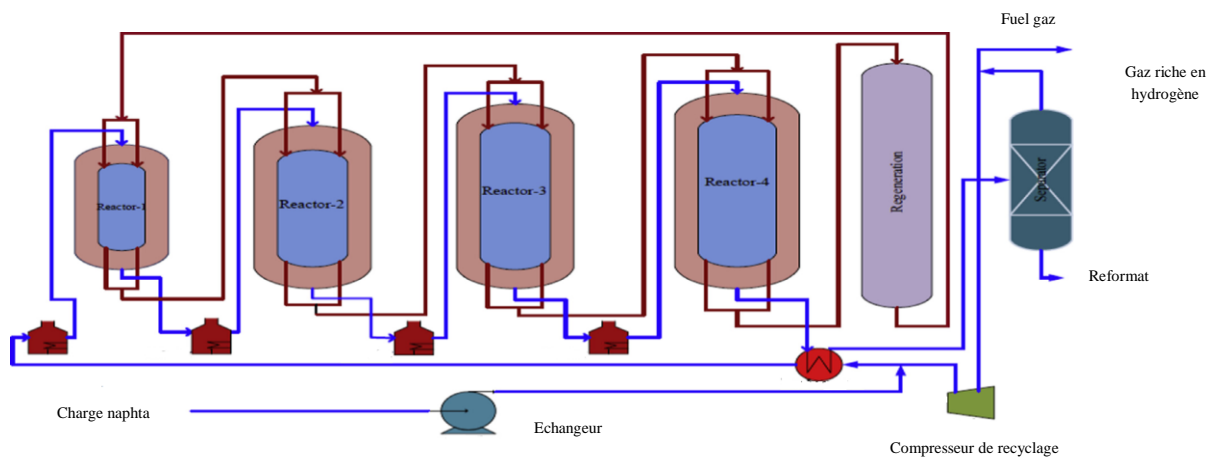 Fuel gaz
Gaz riche en
hydrogène
Reactor-1
Reactor-2
Reactor-3
Reactor-4
Regeneration
Separator
Reformat
Charge naphta
Echangeur
Compresseur de recyclage